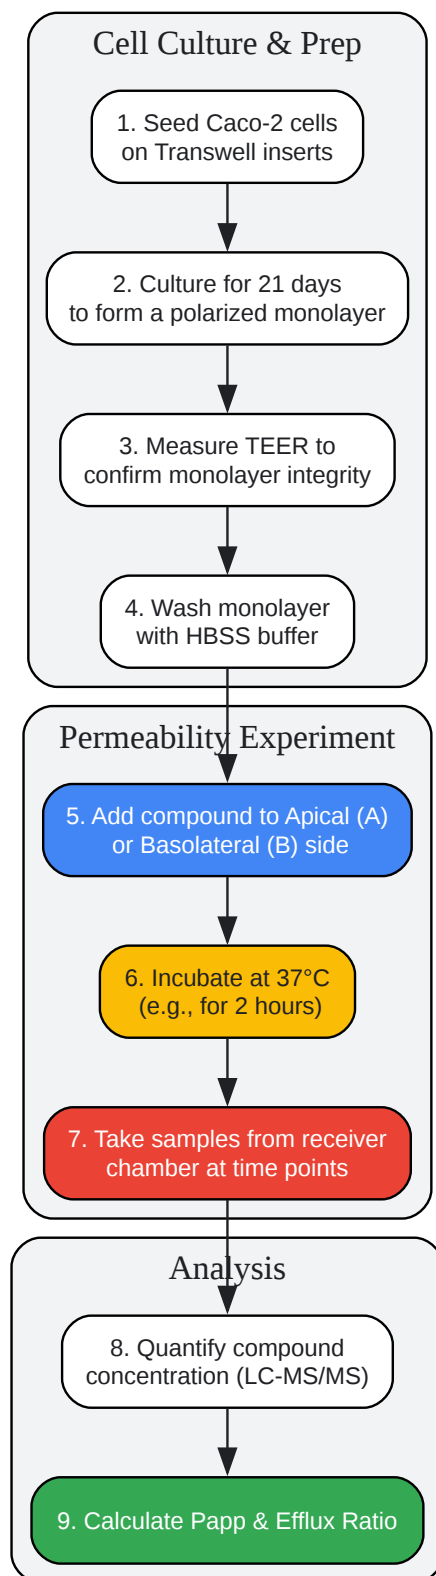 Cell Culture & Prep
1. Seed Caco-2 cells
on Transwell inserts
2. Culture for 21 days
to form a polarized monolayer
3. Measure TEER to
confirm monolayer integrity
4. Wash monolayer
with HBSS buffer
Permeability Experiment
5. Add compound to Apical (A)
or Basolateral (B) side
6. Incubate at 37°C
(e.g., for 2 hours)
7. Take samples from receiver
chamber at time points
Analysis
8. Quantify compound
concentration (LC-MS/MS)
9. Calculate Papp & Efflux Ratio